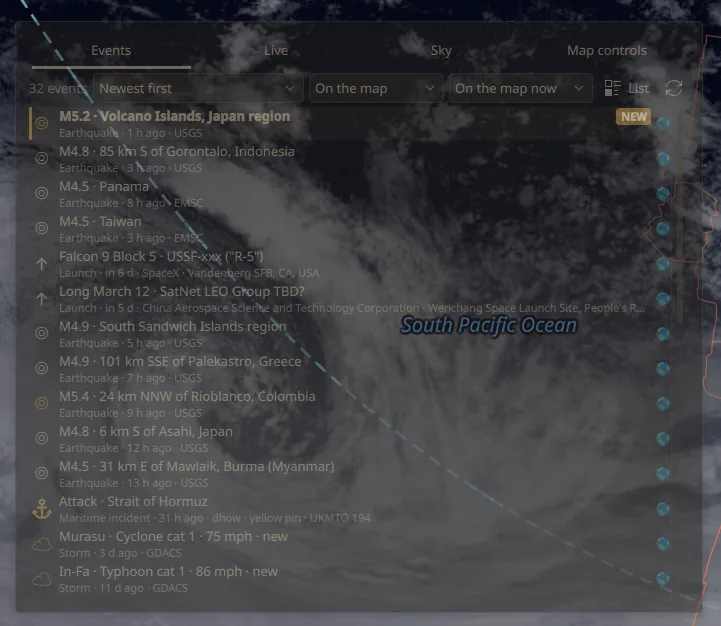 Events
Live
Sky
Map controls
32 events
Newest first
On the map
On the map now
List
M5.2 · Volcano Islands, Japan region
NEW
Earthquake · 1 h ago · USGS
M4.8 · 85 km S of Gorontalo, Indonesia
Earthquake · 3 h ago · USGS
M4.5 · Panama
Earthquake · 8 h ago · EMSC
M4.5 · Taiwan
Earthquake · 3 h ago · EMSC
Falcon 9 Block 5 · USSF-xxx ("R-5")
Launch · in 6 d · SpaceX · Vandenberg SFB, CA, USA
Long March 12 · SatNet LEO Group TBD?
Launch · in 5 d · China Aerospace Science and Technology Corporation · Wenchang Space Launch Site, People's R...
M4.9 · South Sandwich Islands region
Earthquake · 5 h ago · USGS
South Pacific Ocean
M4.9 · 101 km SSE of Palekastro, Greece
Earthquake · 7 h ago · USGS
M5.4 · 24 km NNW of Rioblanco, Colombia
Earthquake · 9 h ago · USGS
M4.8 · 6 km S of Asahi, Japan
Earthquake · 12 h ago · USGS
M4.5 · 31 km E of Mawlaik, Burma (Myanmar)
Earthquake · 13 h ago · USGS
Attack · Strait of Hormuz
Maritime incident · 31 h ago · dhow · yellow pin · UKMTO 194
Murasu · Cyclone cat 1 · 75 mph · new
Storm · 3 d ago · GDACS
In-Fa · Typhoon cat 1 · 86 mph · new
Storm · 11 d ago · GDACS